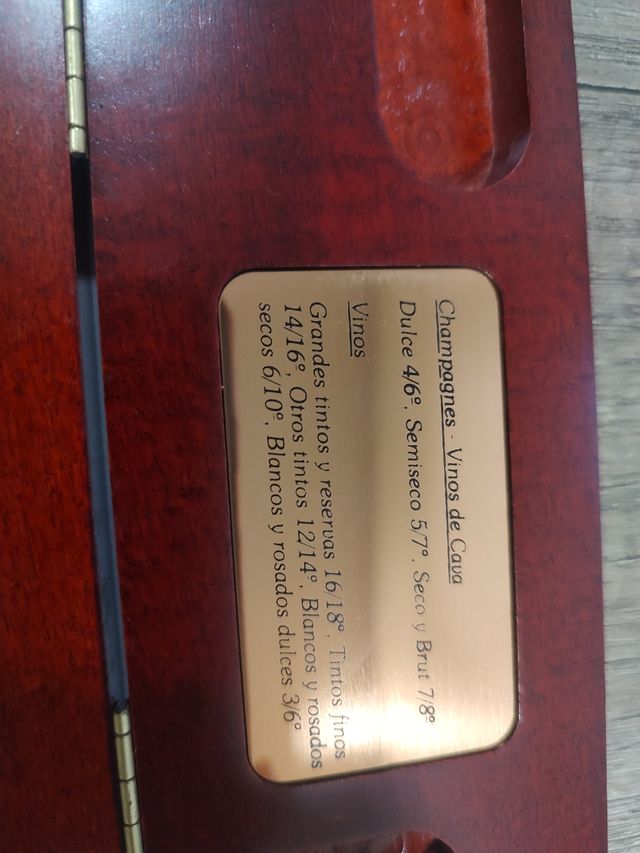 Champagnes - Vinos de Cava
Dulce 4/6º, Semiseco 5/7º, Seco y Brut 7/8º
Vinos
Grandes tintos y reservas 16/18º, Tintos finos
14/16º, Otros tintos 12/14º, Blancos y rosados
secos 6/10º, Blancos y rosados dulces 3/6º